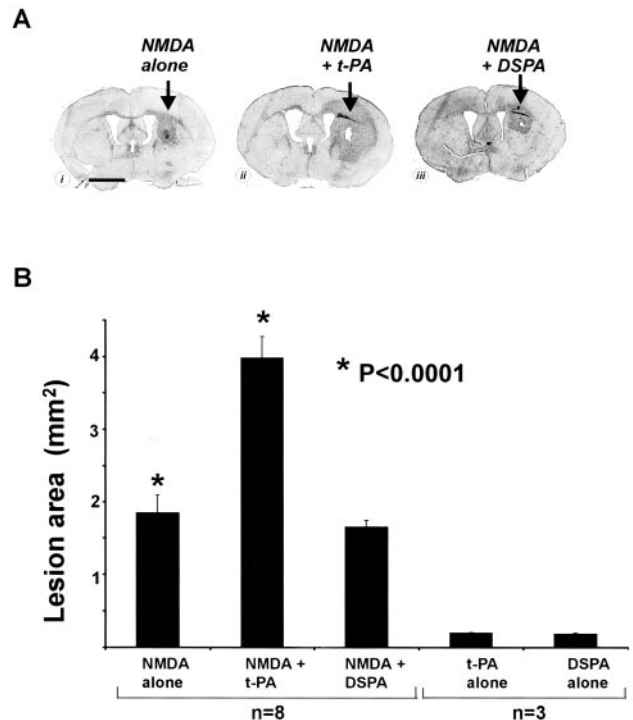 A
NMDA alone
NMDA + t-PA
NMDA + DSPA
i
ii
iii
B
Lesion area (mm²)
4
3
2
1
*
*
* P<0.0001
NMDA alone
NMDA + t-PA
NMDA + DSPA
t-PA alone
DSPA alone
n=8
n=3